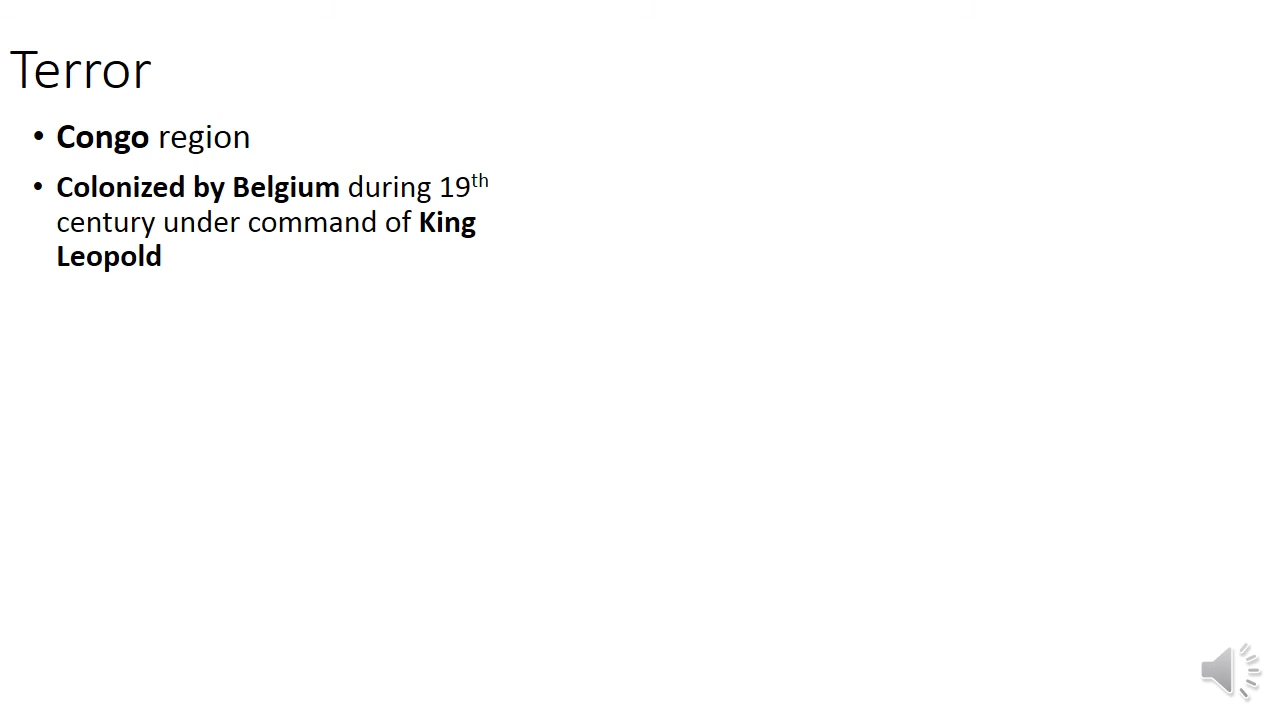 Terror
• Congo region
• Colonized by Belgium during 19th
century under command of King
Leopold